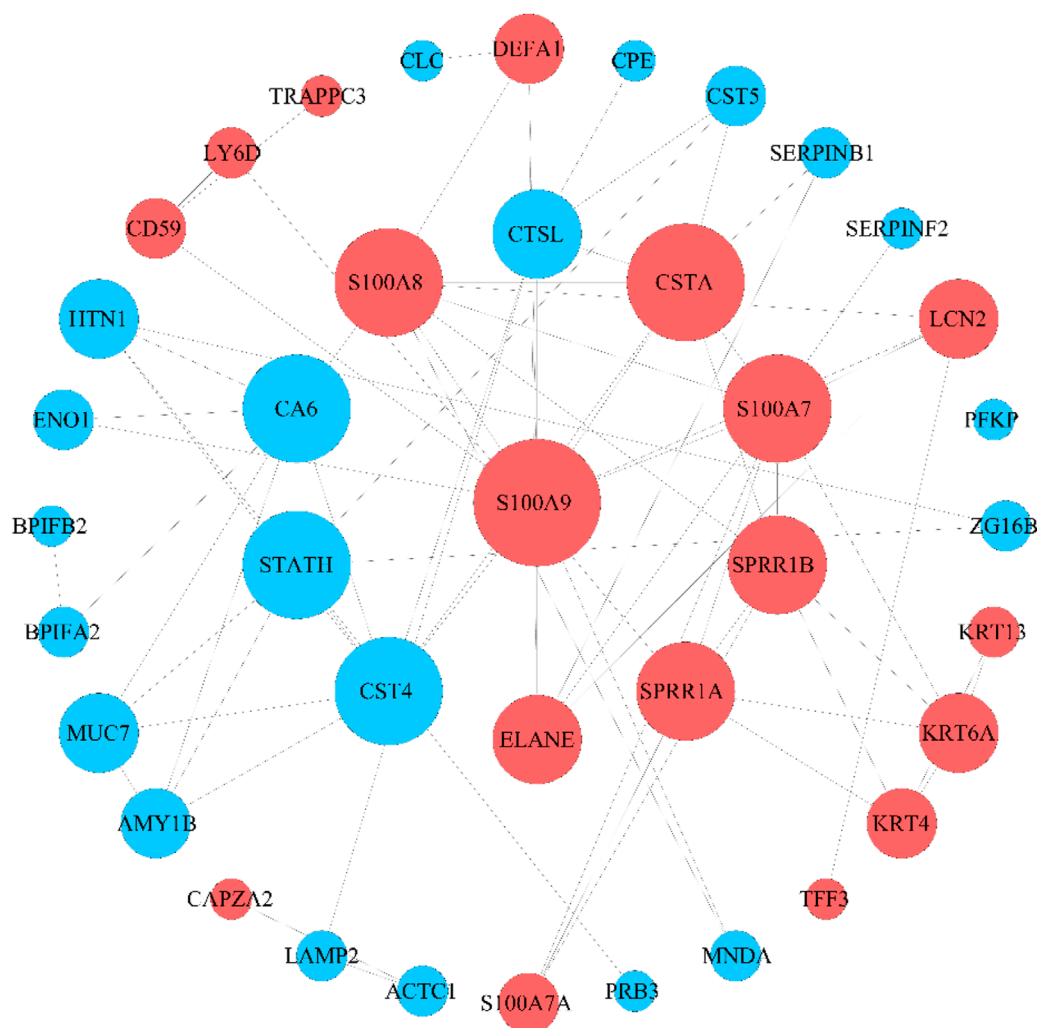 DEFA1
CLC
CPE
TRAPPC3
CST5
LY6D
SERPINB1
CD59
CTSL
SERPINF2
S100A8
CSTA
HTN1
LCN2
CA6
S100A7
ENO1
PFKP
S100A9
BPIFB2
ZG16B
STATH
SPRR1B
BPIFA2
KRT13
CST4
SPRR1A
MUC7
ELANE
KRT6A
AMY1B
KRT4
CAPZA2
TFF3
LAMP2
MNDA
ACTC1
S100A7A
PRB3